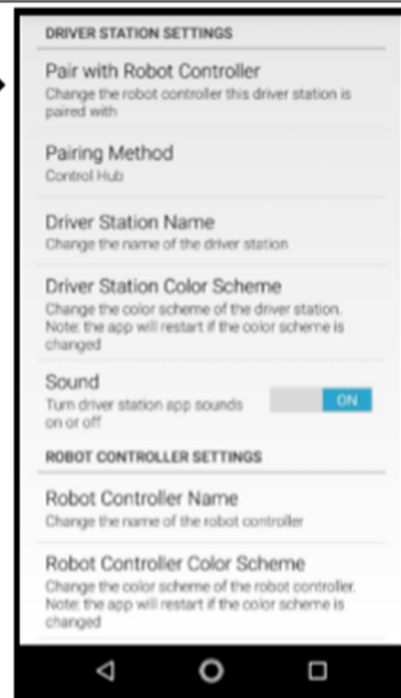 DRIVER STATION SETTINGS
Pair with Robot Controller
Change the robot controller this driver station is
paired with
Pairing Method
Control Hub
Driver Station Name
Change the name of the driver station
Driver Station Color Scheme
Change the color scheme of the driver station.
Note: the app will restart if the color scheme is
changed
Sound
Turn driver station app sounds
on or off
ON
ROBOT CONTROLLER SETTINGS
Robot Controller Name
Change the name of the robot controller
Robot Controller Color Scheme
Change the color scheme of the robot controller.
Note: the app will restart if the color scheme is
changed